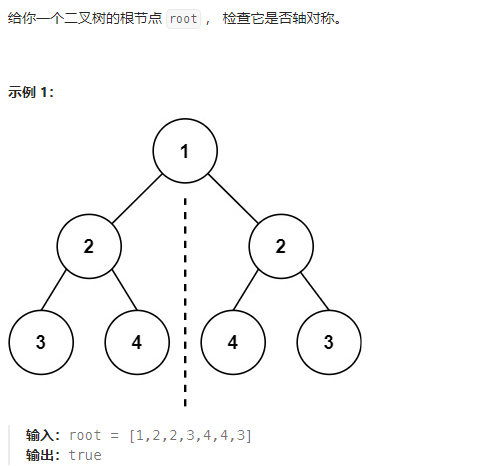 给你一个二叉树的根节点 root ， 检查它是否轴对称。
示例 1：
1
2 2
3 4 4 3
输入：root = [1,2,2,3,4,4,3]
输出：true